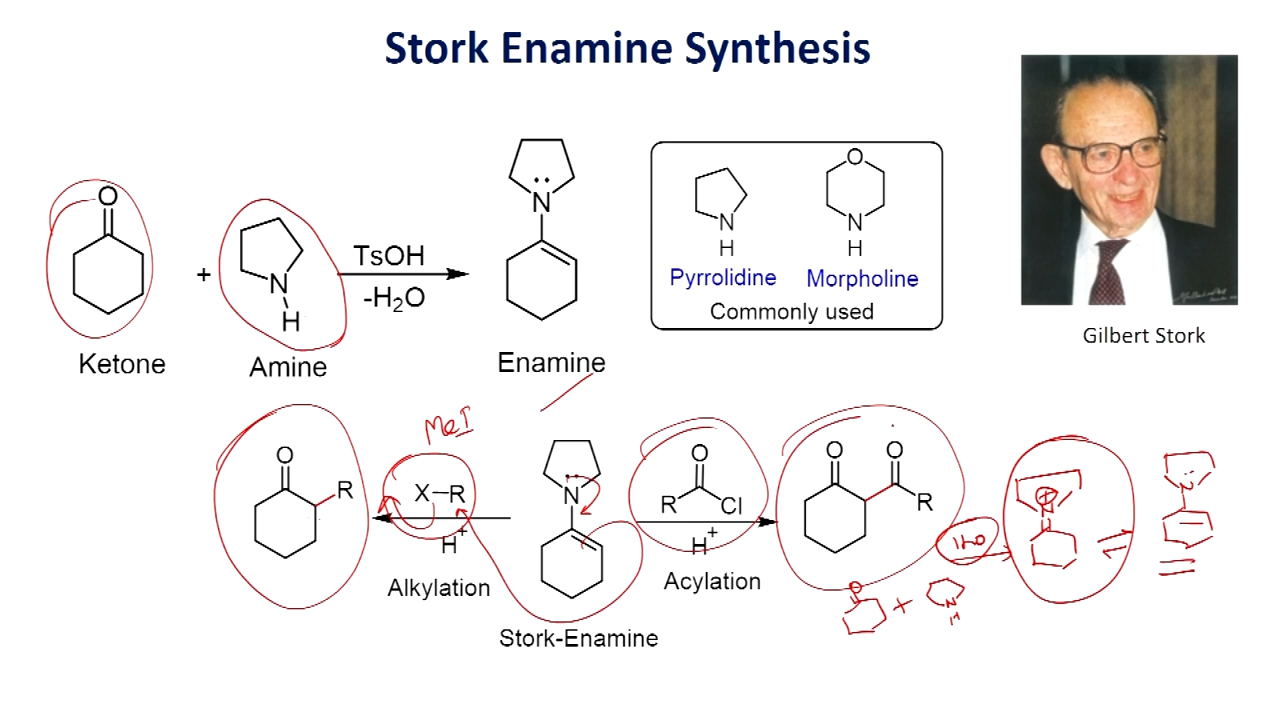 Stork Enamine Synthesis
O
N
H
+
TsOH
-H₂O
N
O
N
H
N
H
Pyrrolidine
Morpholine
Commonly used
Ketone
Amine
Enamine
Gilbert Stork
MeI
O
R
X-R
H⁺
Alkylation
N
Stork-Enamine
O
R
Cl
H⁺
Acylation
O
O
R
H₂O
N
N
O
+
N
H